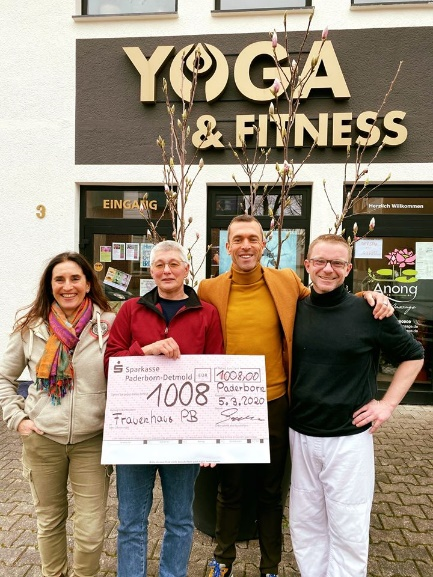 YOGA
& FITNESS
EINGANG
Herzlich Willkommen
3
Anong
Sparkasse
Paderborn-Detmold
EUR
1008,00
1008
Paderborn
Frauenhaus PB
5.3.2020